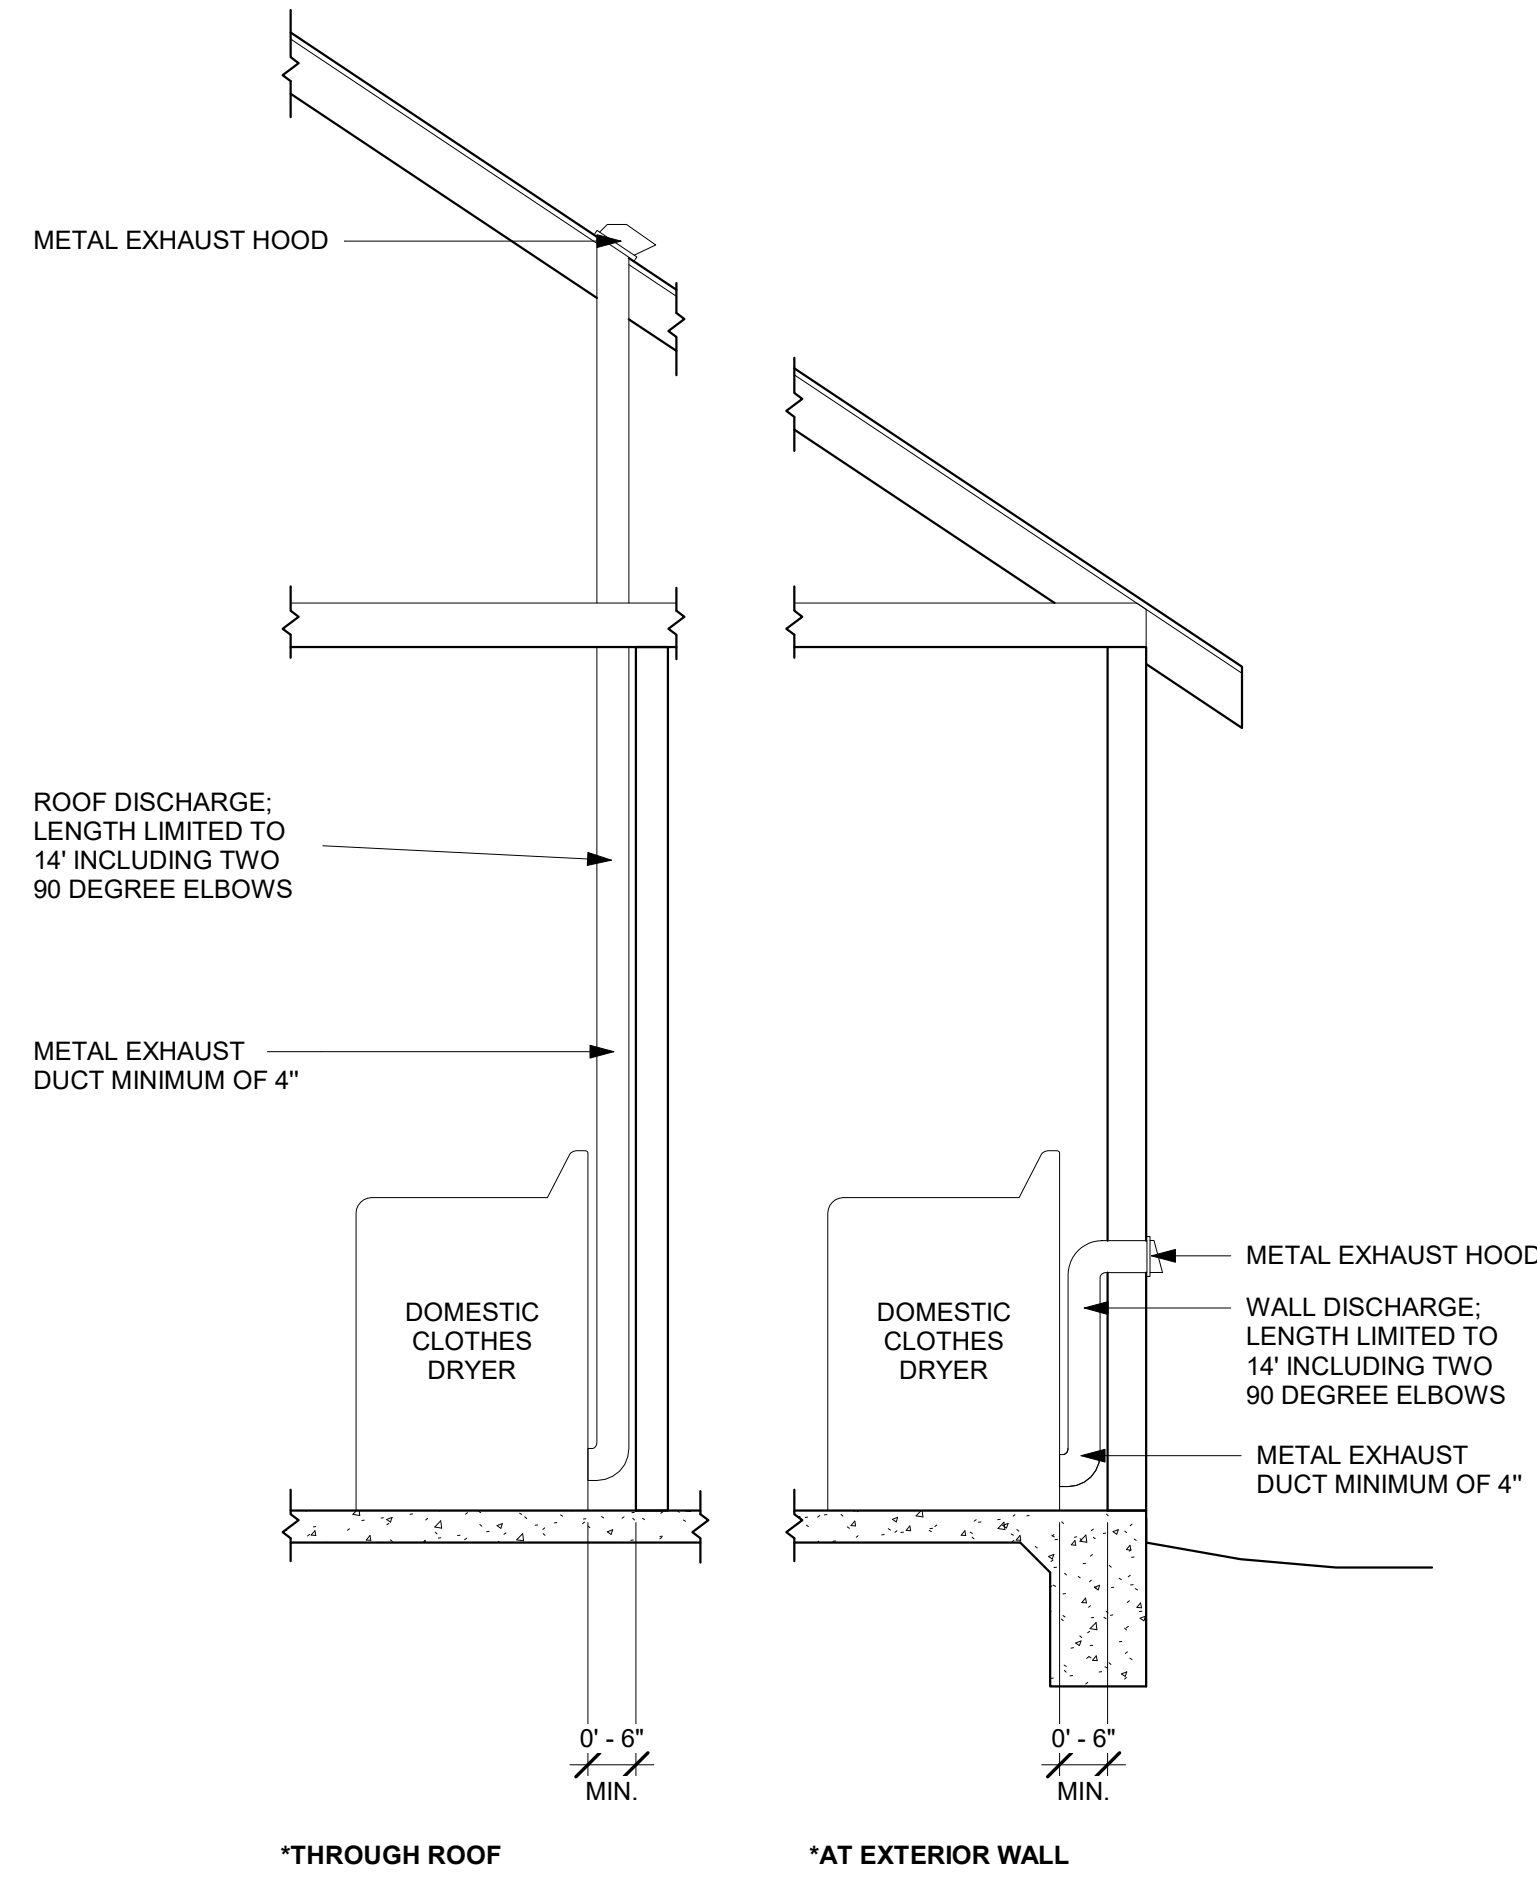 METAL EXHAUST HOOD
ROOF DISCHARGE;
LENGTH LIMITED TO
14' INCLUDING TWO
90 DEGREE ELBOWS
METAL EXHAUST
DUCT MINIMUM OF 4"
DOMESTIC
CLOTHES
DRYER
0' - 6"
MIN.
*THROUGH ROOF
DOMESTIC
CLOTHES
DRYER
METAL EXHAUST HOOD
WALL DISCHARGE;
LENGTH LIMITED TO
14' INCLUDING TWO
90 DEGREE ELBOWS
METAL EXHAUST
DUCT MINIMUM OF 4"
0' - 6"
MIN.
*AT EXTERIOR WALL